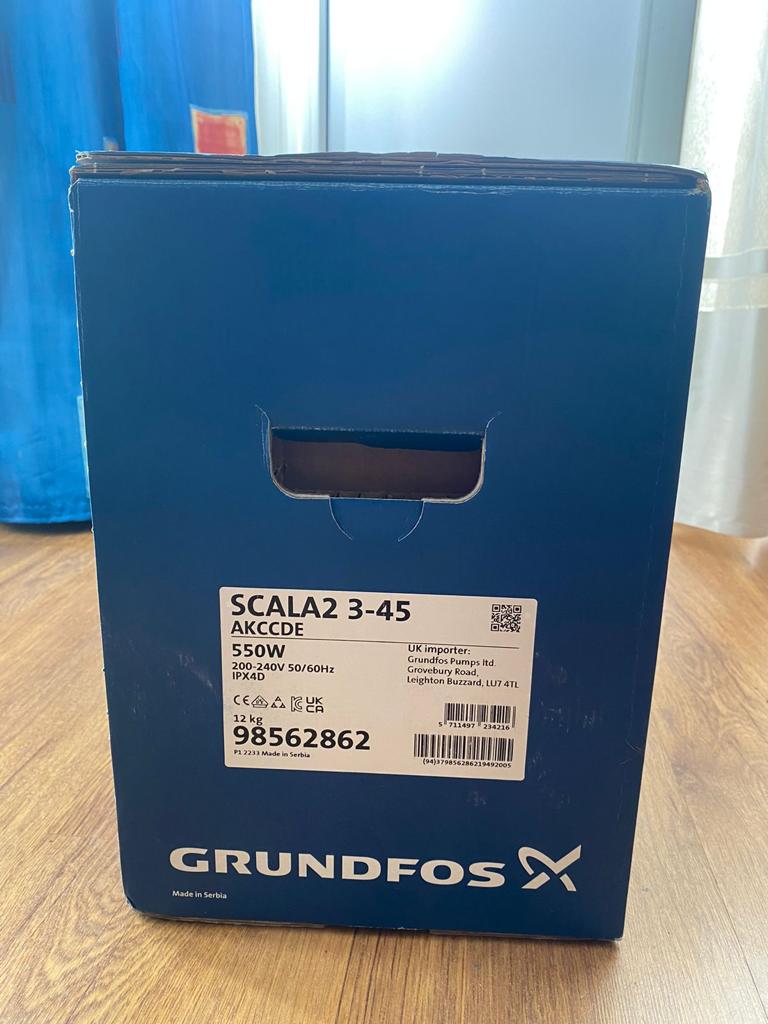 SCALA2 3-45
AKCCDE
550W
200-240V 50/60Hz
IPX4D
UK importer:
Grundfos Pumps ltd.
Grovebury Road,
Leighton Buzzard, LU7 4TL
CE UK CA
12 kg
98562862
P1 2233 Made in Serbia
5 711497 234216
(94)379856286219492005
GRUNDFOS
Made in Serbia